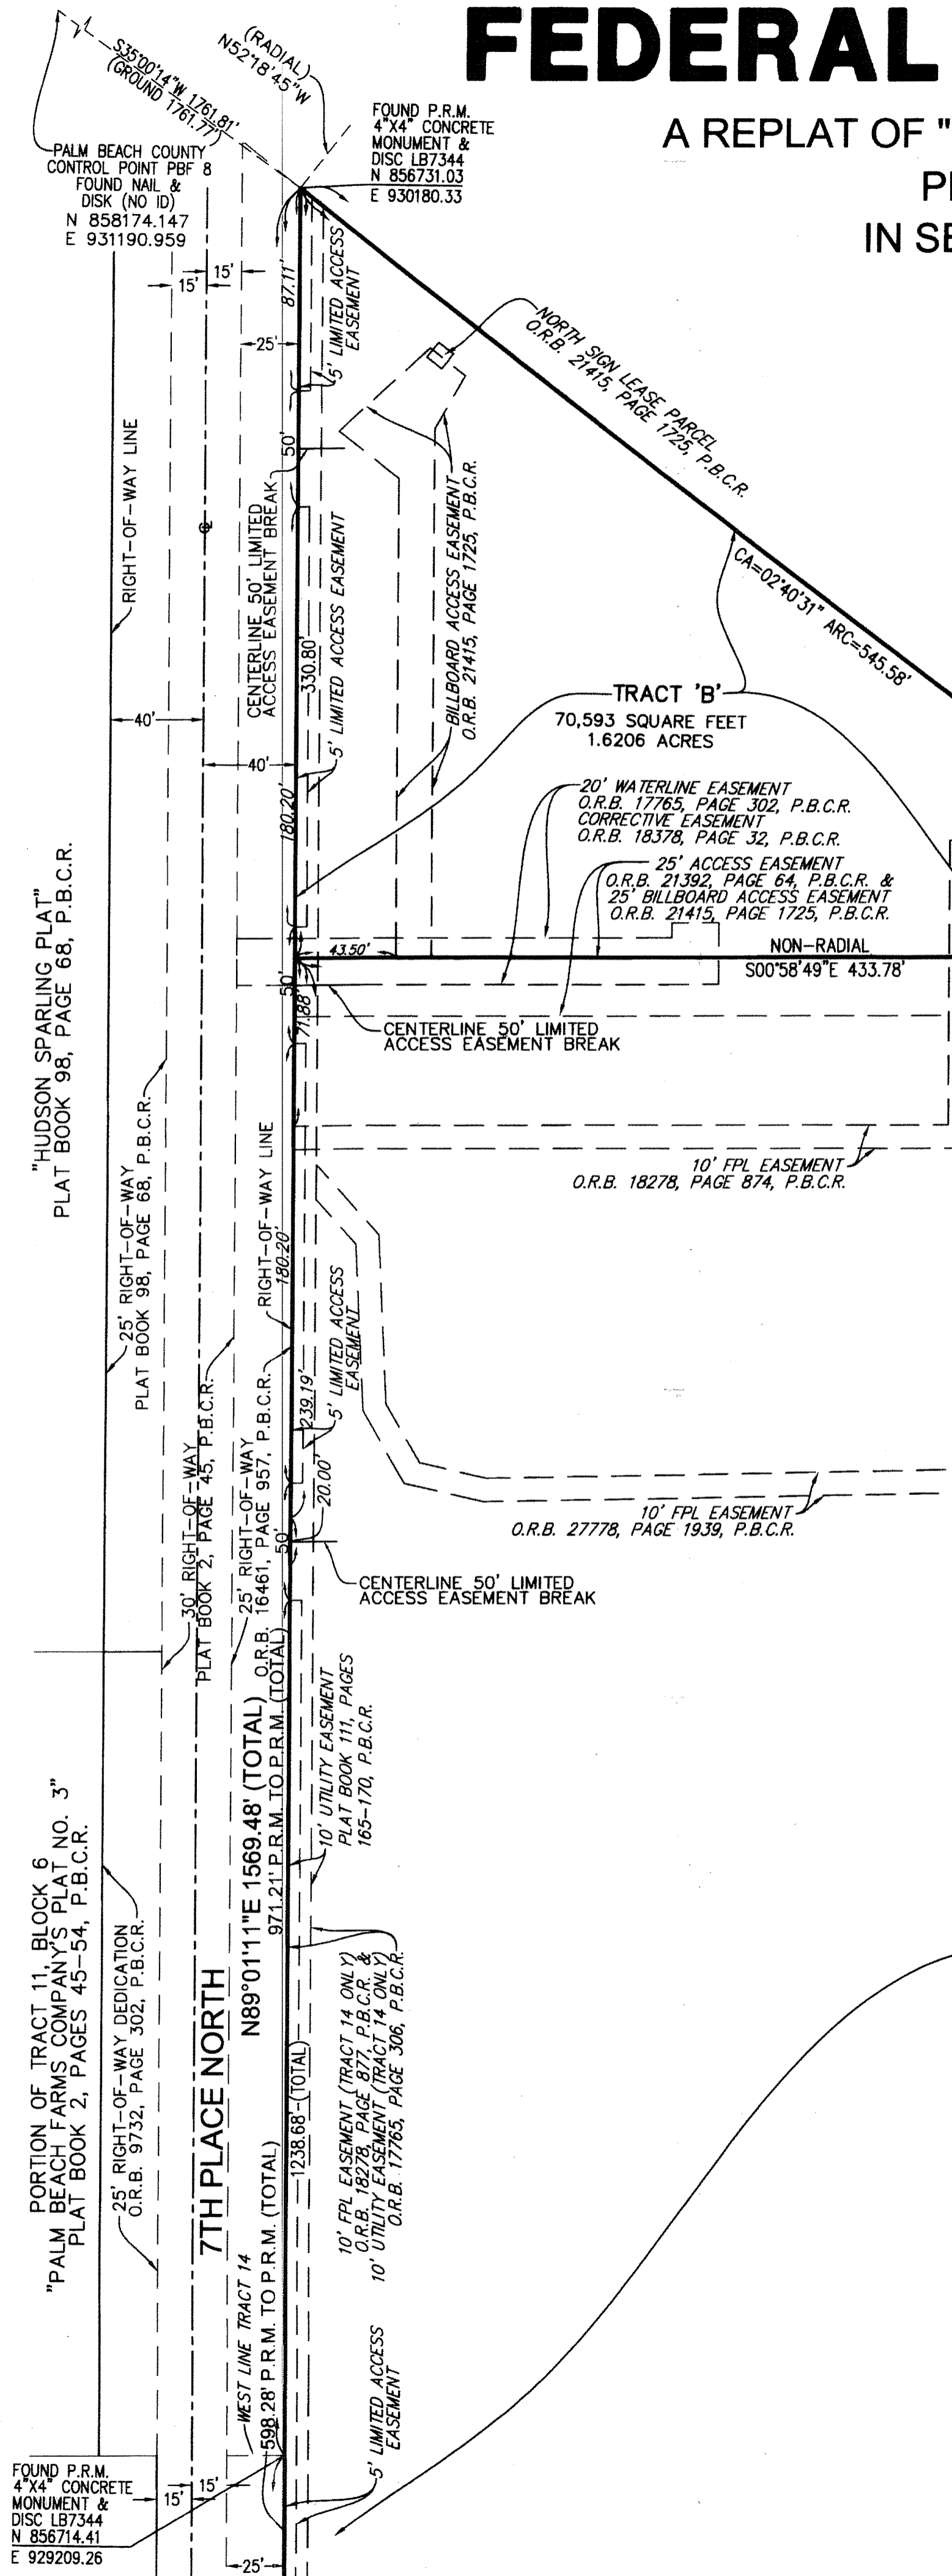 FEDERAL
A REPLAT OF "
PI
IN SE
S35°00'14"W 1761.81'
(GROUND 1761.77')
(RADIAL)
N52°18'45"W
FOUND P.R.M.
4"X4" CONCRETE
MONUMENT &
DISC LB7344
N 856731.03
E 930180.33
PALM BEACH COUNTY
CONTROL POINT PBF 8
FOUND NAIL &
DISK (NO ID)
N 858174.147
E 931190.959
15'
15'
25'
87.11'
5' LIMITED ACCESS
EASEMENT
NORTH SIGN LEASE PARCEL
O.R.B. 21415, PAGE 1725, P.B.C.R.
RIGHT-OF-WAY LINE
50'
CENTERLINE 50' LIMITED
ACCESS EASEMENT BREAK
5' LIMITED ACCESS EASEMENT
BILLBOARD ACCESS EASEMENT
O.R.B. 21415, PAGE 1725, P.B.C.R.
CA=02°40'31" ARC=545.58'
330.80'
40'
40'
180.20'
TRACT 'B'
70,593 SQUARE FEET
1.6206 ACRES
20' WATERLINE EASEMENT
O.R.B. 17765, PAGE 302, P.B.C.R.
CORRECTIVE EASEMENT
O.R.B. 18378, PAGE 32, P.B.C.R.
25' ACCESS EASEMENT
O.R.B. 21392, PAGE 64, P.B.C.R. &
25' BILLBOARD ACCESS EASEMENT
O.R.B. 21415, PAGE 1725, P.B.C.R.
43.50'
NON-RADIAL
S00°58'49"E 433.78'
50'
71.88'
CENTERLINE 50' LIMITED
ACCESS EASEMENT BREAK
"HUDSON SPARLING PLAT"
PLAT BOOK 98, PAGE 68, P.B.C.R.
25' RIGHT-OF-WAY
PLAT BOOK 98, PAGE 68, P.B.C.R.
10' FPL EASEMENT
O.R.B. 18278, PAGE 874, P.B.C.R.
RIGHT-OF-WAY LINE
180.20'
5' LIMITED ACCESS
EASEMENT
239.19'
20.00'
50'
30' RIGHT-OF-WAY
PLAT BOOK 2, PAGE 45, P.B.C.R.
25' RIGHT-OF-WAY
O.R.B. 16461, PAGE 957, P.B.C.R.
10' FPL EASEMENT
O.R.B. 27778, PAGE 1939, P.B.C.R.
CENTERLINE 50' LIMITED
ACCESS EASEMENT BREAK
N89°01'11"E 1569.48' (TOTAL)
971.21' P.R.M. TO P.R.M. (TOTAL)
10' UTILITY EASEMENT
PLAT BOOK 111, PAGES
165-170, P.B.C.R.
PORTION OF TRACT 11, BLOCK 6
"PALM BEACH FARMS COMPANY'S PLAT NO. 3"
PLAT BOOK 2, PAGES 45-54, P.B.C.R.
25' RIGHT-OF-WAY DEDICATION
O.R.B. 9732, PAGE 302, P.B.C.R.
7TH PLACE NORTH
1238.68' (TOTAL)
10' FPL EASEMENT (TRACT 14 ONLY)
O.R.B. 18278, PAGE 877, P.B.C.R. &
10' UTILITY EASEMENT (TRACT 14 ONLY)
O.R.B. 17765, PAGE 306, P.B.C.R.
WEST LINE TRACT 14
598.28' P.R.M. TO P.R.M. (TOTAL)
5' LIMITED ACCESS
EASEMENT
FOUND P.R.M.
4"X4" CONCRETE
MONUMENT &
DISC LB7344
N 856714.41
E 929209.26
15'
15'
25'